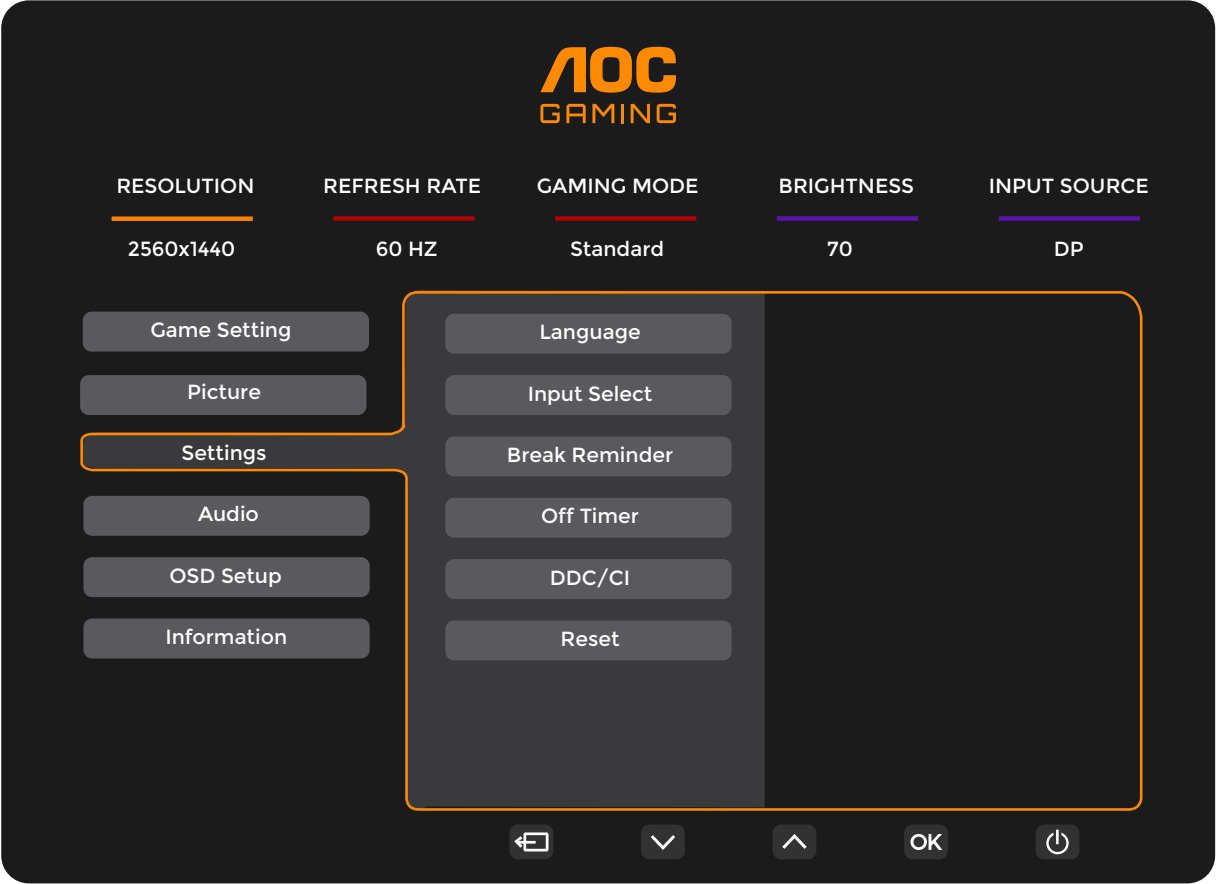 AOC
GAMING
RESOLUTION REFRESH RATE GAMING MODE BRIGHTNESS INPUT SOURCE
2560x1440 60 HZ Standard 70 DP
Game Setting Language
Picture Input Select
Settings Break Reminder
Audio Off Timer
OSD Setup DDC/CI
Information Reset
OK